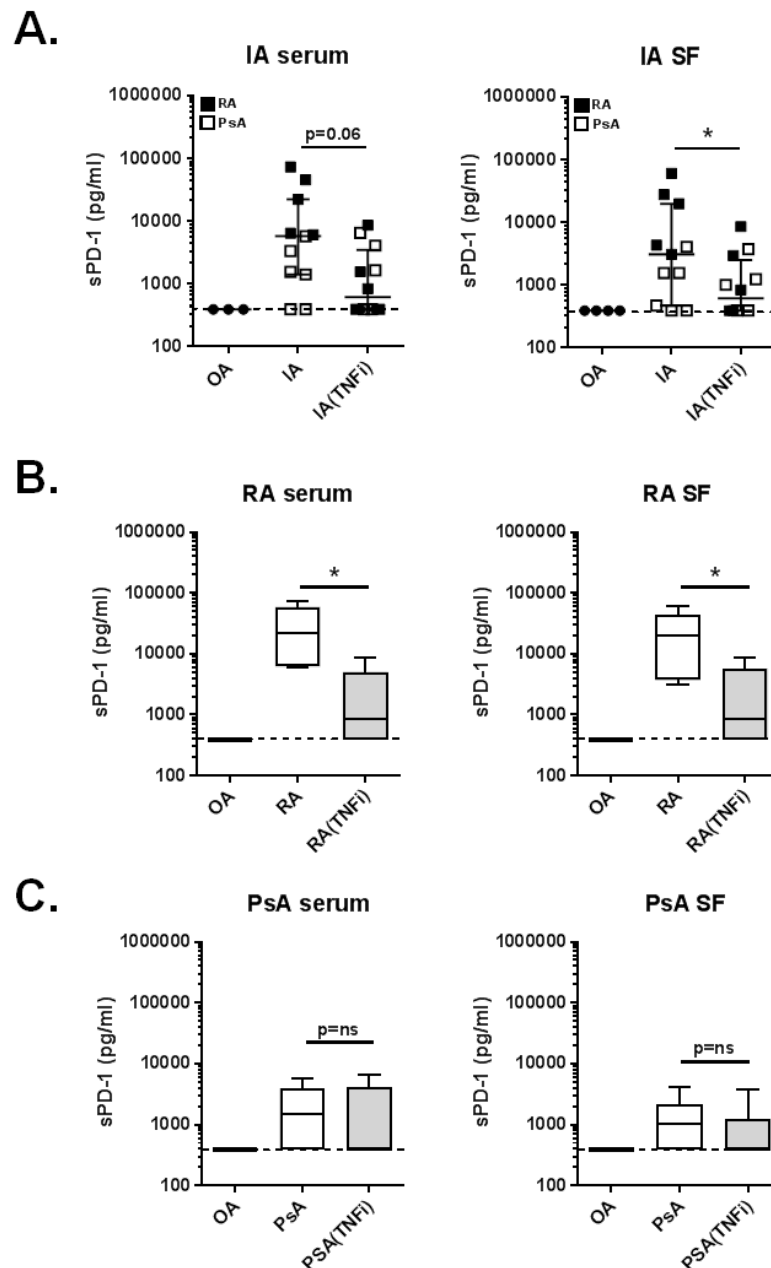 A.
IA serum
sPD-1 (pg/ml)
1000000
100000
10000
1000
100
RA
PsA
p=0.06
OA
IA
IA(TNFi)
IA SF
sPD-1 (pg/ml)
1000000
100000
10000
1000
100
RA
PsA
*
OA
IA
IA(TNFi)
B.
RA serum
sPD-1 (pg/ml)
1000000
100000
10000
1000
100
*
OA
RA
RA(TNFi)
RA SF
sPD-1 (pg/ml)
1000000
100000
10000
1000
100
*
OA
RA
RA(TNFi)
C.
PsA serum
sPD-1 (pg/ml)
1000000
100000
10000
1000
100
p=ns
OA
PsA
PSA(TNFi)
PsA SF
sPD-1 (pg/ml)
1000000
100000
10000
1000
100
p=ns
OA
PsA
PSA(TNFi)